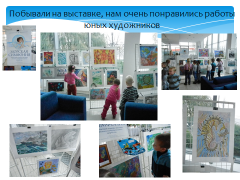 Побывали на выставке, нам очень понравились работы
юных художников